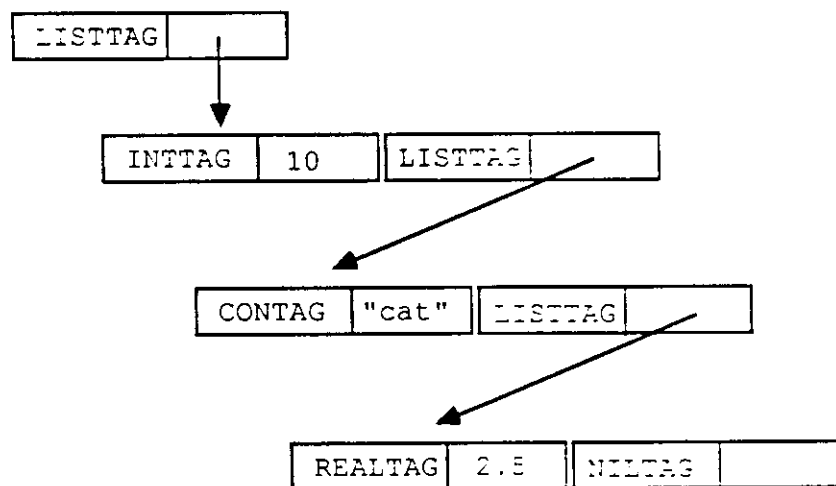 LISTTAG
INTTAG 10 LISTTAG
CONTAG "cat" LISTTAG
REALTAG 2.5 NILTAG